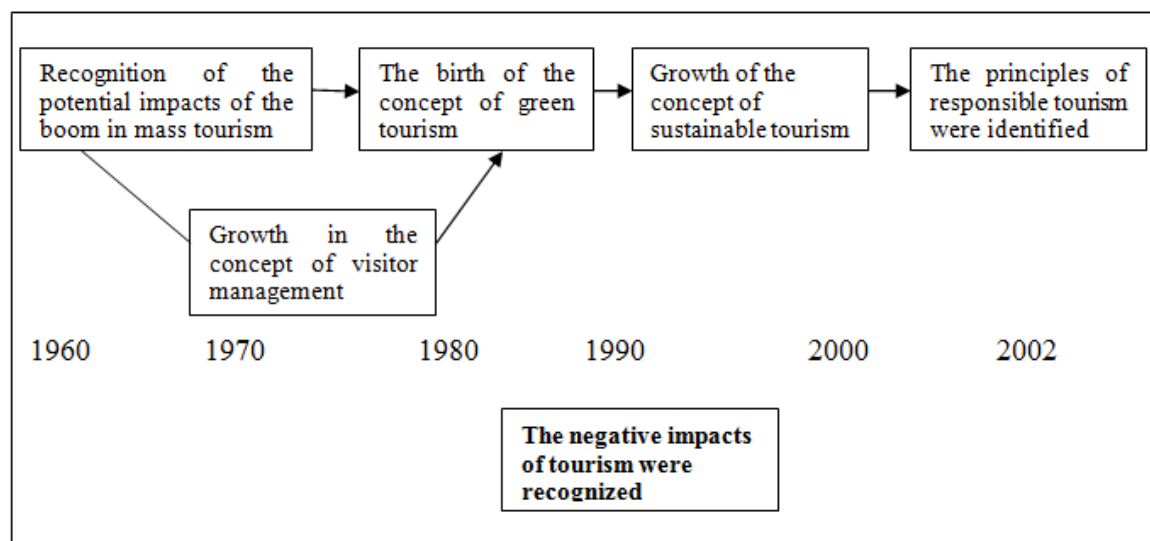 Recognition of the
potential impacts of the
boom in mass tourism
The birth of the
concept of green
tourism
Growth of the
concept of
sustainable tourism
The principles of
responsible tourism
were identified
Growth in the
concept of visitor
management
1960 1970 1980 1990 2000 2002
The negative impacts
of tourism were
recognized